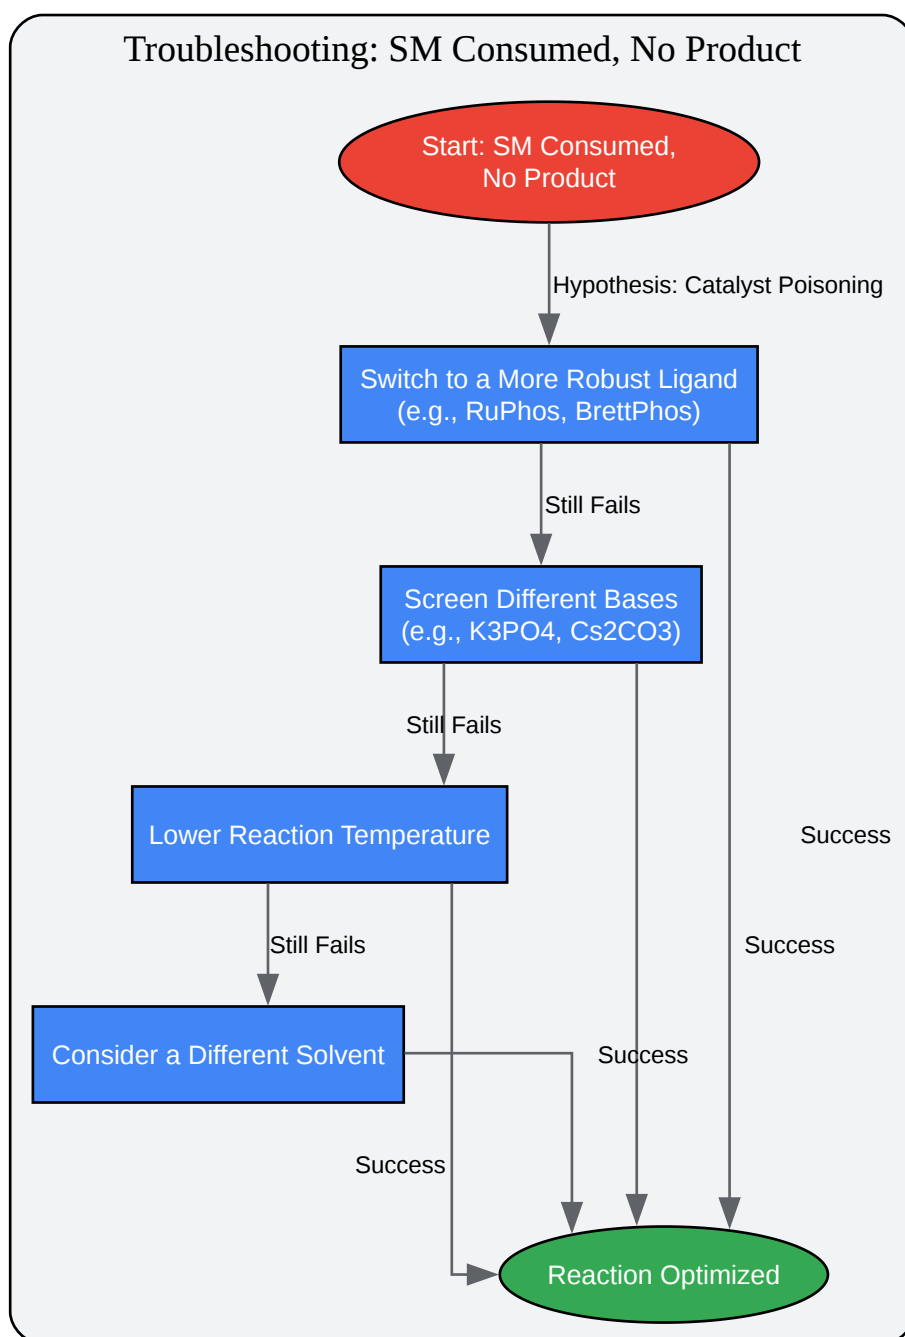 Troubleshooting: SM Consumed, No Product
Start: SM Consumed,
No Product
Hypothesis: Catalyst Poisoning
Switch to a More Robust Ligand
(e.g., RuPhos, BrettPhos)
Still Fails
Screen Different Bases
(e.g., K3PO4, Cs2CO3)
Still Fails
Lower Reaction Temperature
Success
Still Fails
Success
Consider a Different Solvent
Success
Success
Reaction Optimized